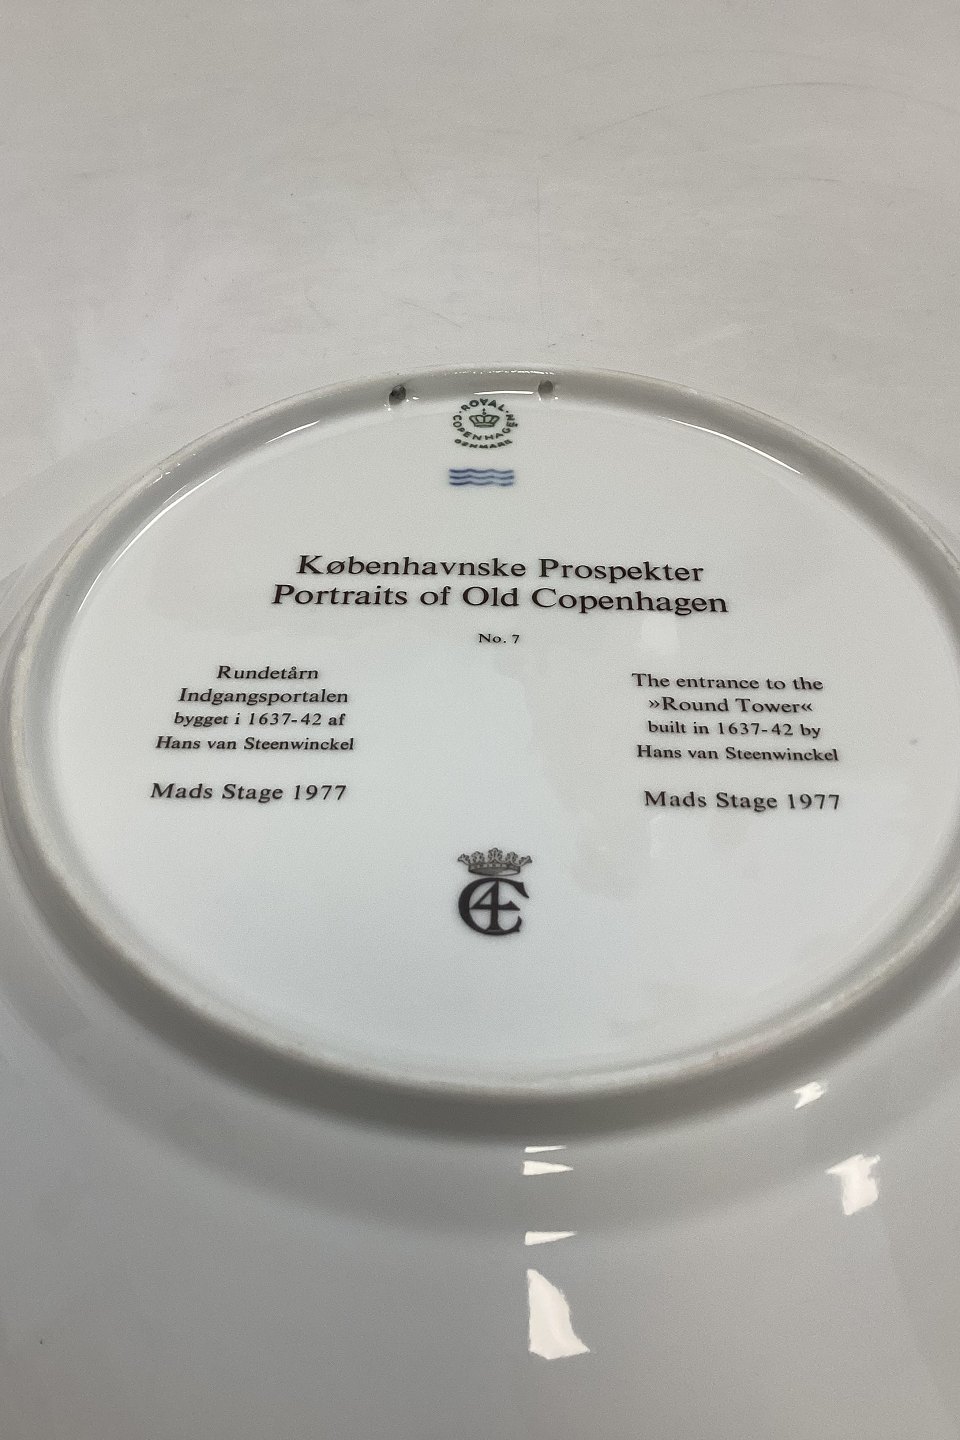 ROYAL
COPENHAGEN
DENMARK
Københavnske Prospekter
Portraits of Old Copenhagen
No. 7
Rundetårn
Indgangsportalen
bygget i 1637-42 af
Hans van Steenwinckel
Mads Stage 1977
The entrance to the
»Round Tower«
built in 1637-42 by
Hans van Steenwinckel
Mads Stage 1977
C4